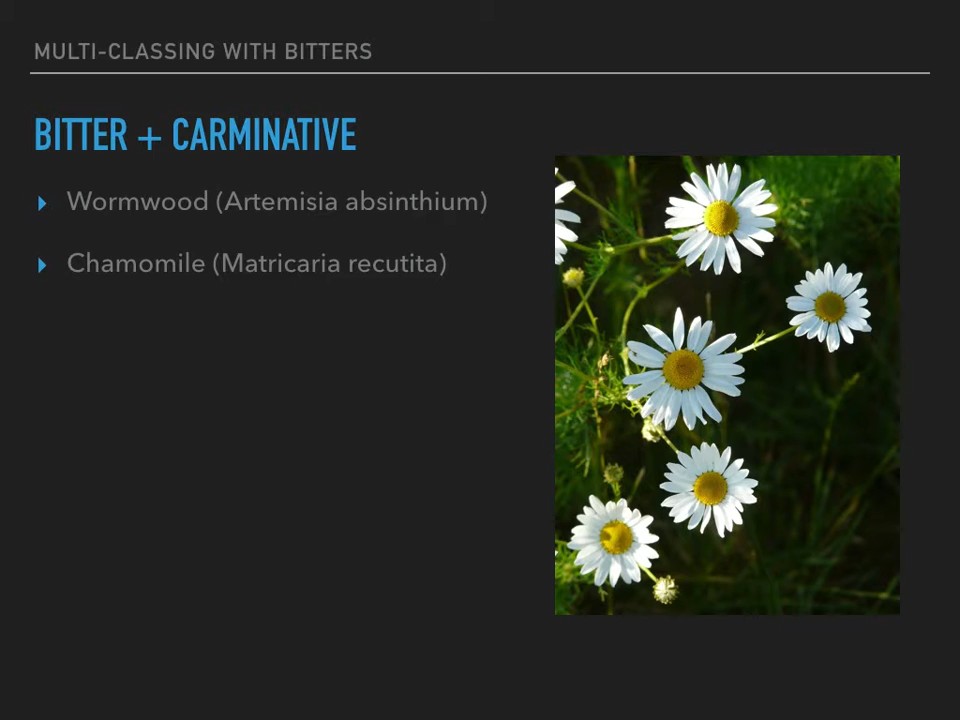 MULTI-CLASSING WITH BITTERS
BITTER + CARMINATIVE
Wormwood (Artemisia absinthium)
Chamomile (Matricaria recutita)